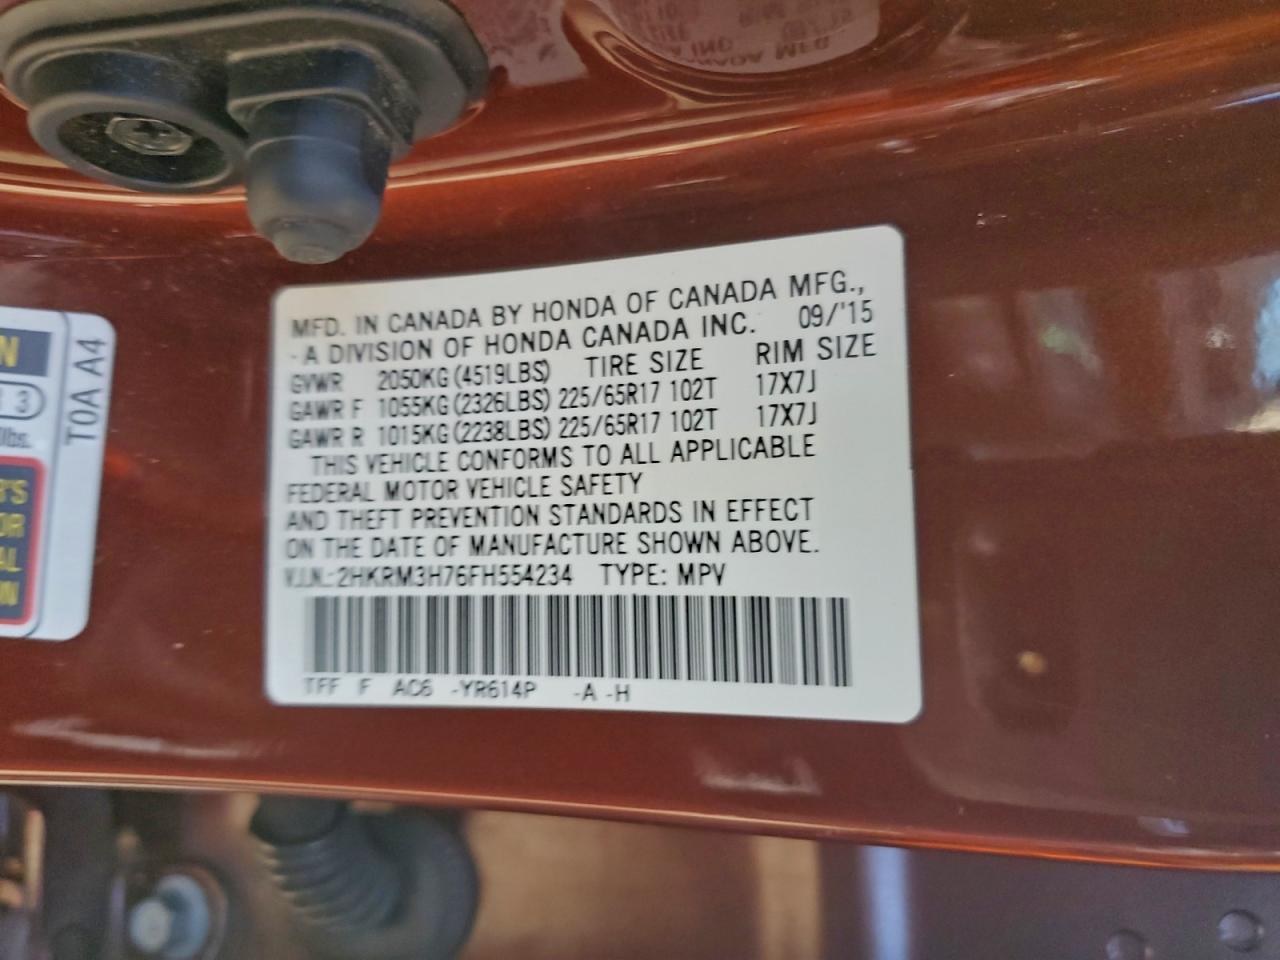 MFD. IN CANADA BY HONDA OF CANADA MFG.,
-A DIVISION OF HONDA CANADA INC. 09/'15
GVWR 2050KG (4519LBS) TIRE SIZE RIM SIZE
GAWR F 1055KG (2326LBS) 225/65R17 102T 17X7J
GAWR R 1015KG (2238LBS) 225/65R17 102T 17X7J
THIS VEHICLE CONFORMS TO ALL APPLICABLE
FEDERAL MOTOR VEHICLE SAFETY
AND THEFT PREVENTION STANDARDS IN EFFECT
ON THE DATE OF MANUFACTURE SHOWN ABOVE.
V.I.N.: 2HKRM3H76FH554234 TYPE: MPV
TFF F AC6 -YR614P -A -H
T0A A4
3
lbs.